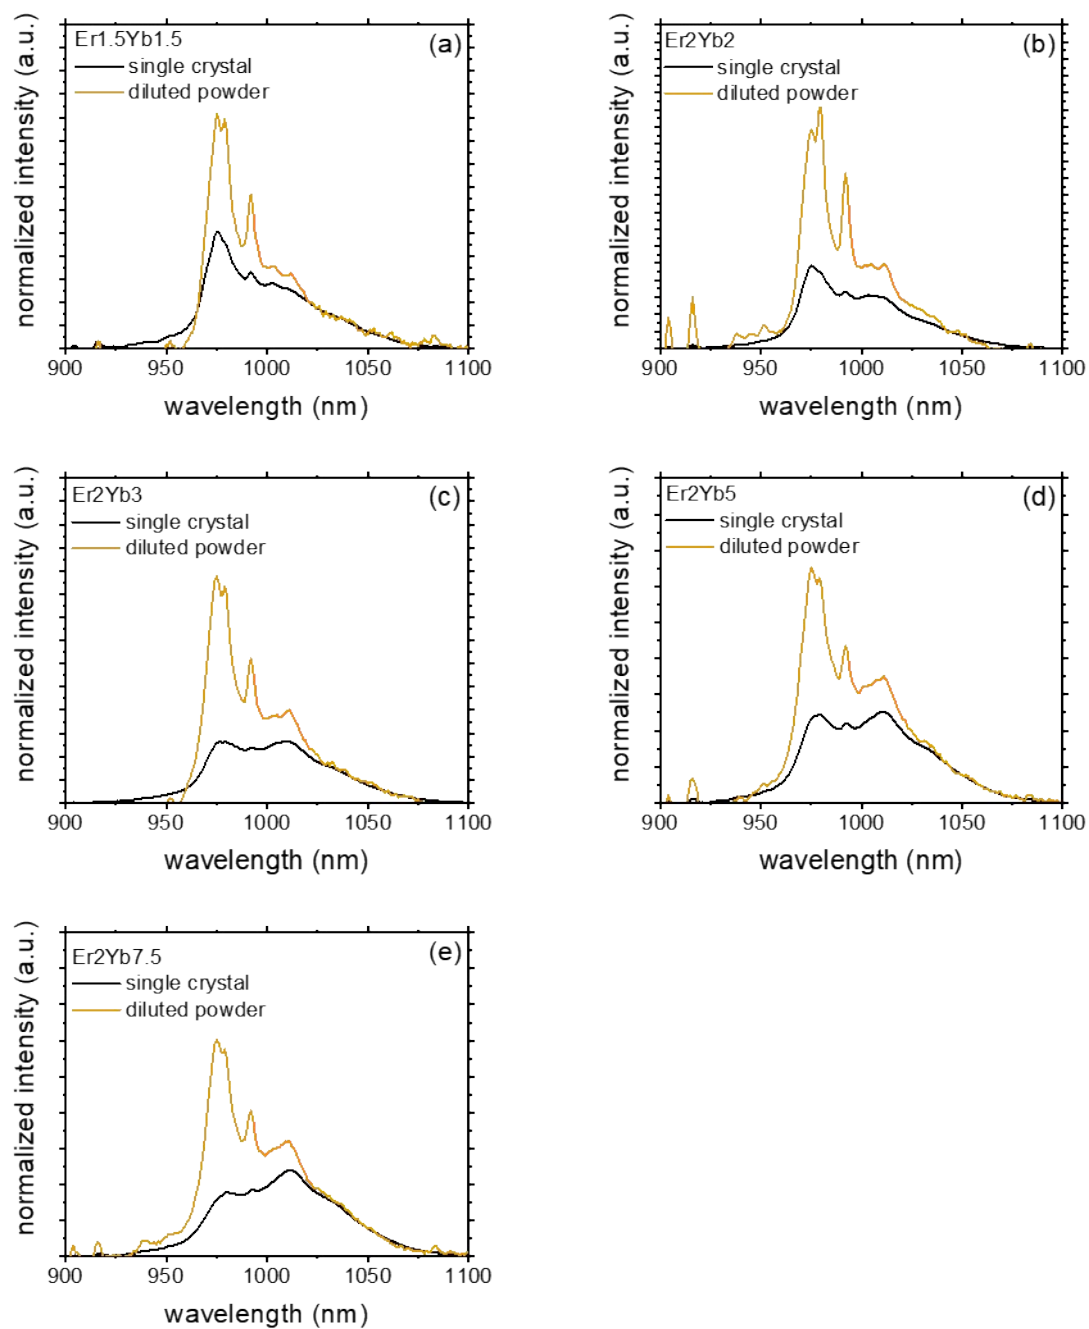 Er1.5Yb1.5
(a)
single crystal
diluted powder
normalized intensity (a.u.)
900 950 1000 1050 1100
wavelength (nm)
Er2Yb2
(b)
single crystal
diluted powder
normalized intensity (a.u.)
900 950 1000 1050 1100
wavelength (nm)
Er2Yb3
(c)
single crystal
diluted powder
normalized intensity (a.u.)
900 950 1000 1050 1100
wavelength (nm)
Er2Yb5
(d)
single crystal
diluted powder
normalized intensity (a.u.)
900 950 1000 1050 1100
wavelength (nm)
Er2Yb7.5
(e)
single crystal
diluted powder
normalized intensity (a.u.)
900 950 1000 1050 1100
wavelength (nm)